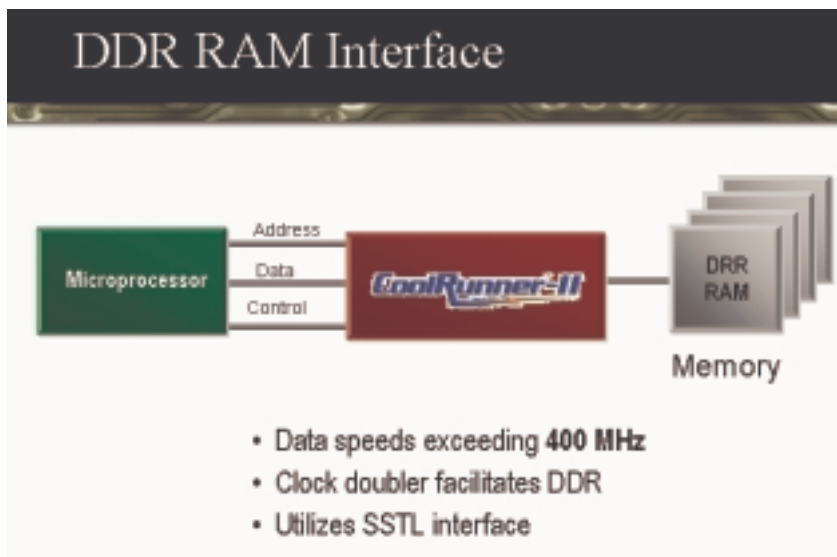 DDR RAM Interface
Address
Microprocessor
Data
Control
CoolRunner-II
DRR
RAM
Memory
• Data speeds exceeding 400 MHz
• Clock doubler facilitates DDR
• Utilizes SSTL interface